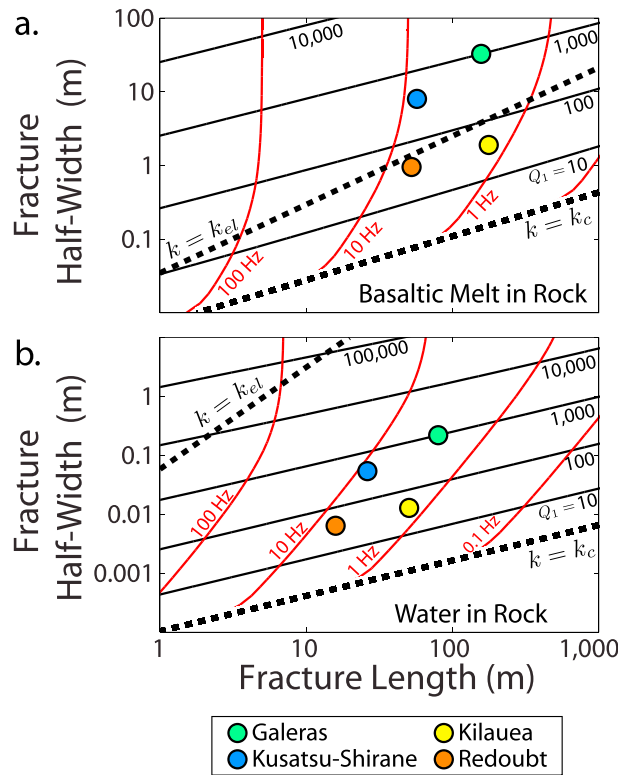 a.
100
10
1
0.1
Fracture
Half-Width (m)
10,000
1,000
100
Q₁ = 10
k = k_el
k = k_c
100 Hz
10 Hz
1 Hz
Basaltic Melt in Rock
b.
1
0.1
0.01
0.001
Fracture
Half-Width (m)
100,000
10,000
1,000
100
Q₁ = 10
k = k_el
k = k_c
100 Hz
10 Hz
1 Hz
0.1 Hz
Water in Rock
1
10
100
1,000
Fracture Length (m)
Galeras
Kilauea
Kusatsu-Shirane
Redoubt